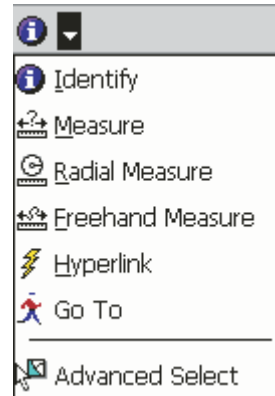 Identify
Measure
Radial Measure
Freehand Measure
Hyperlink
Go To
Advanced Select